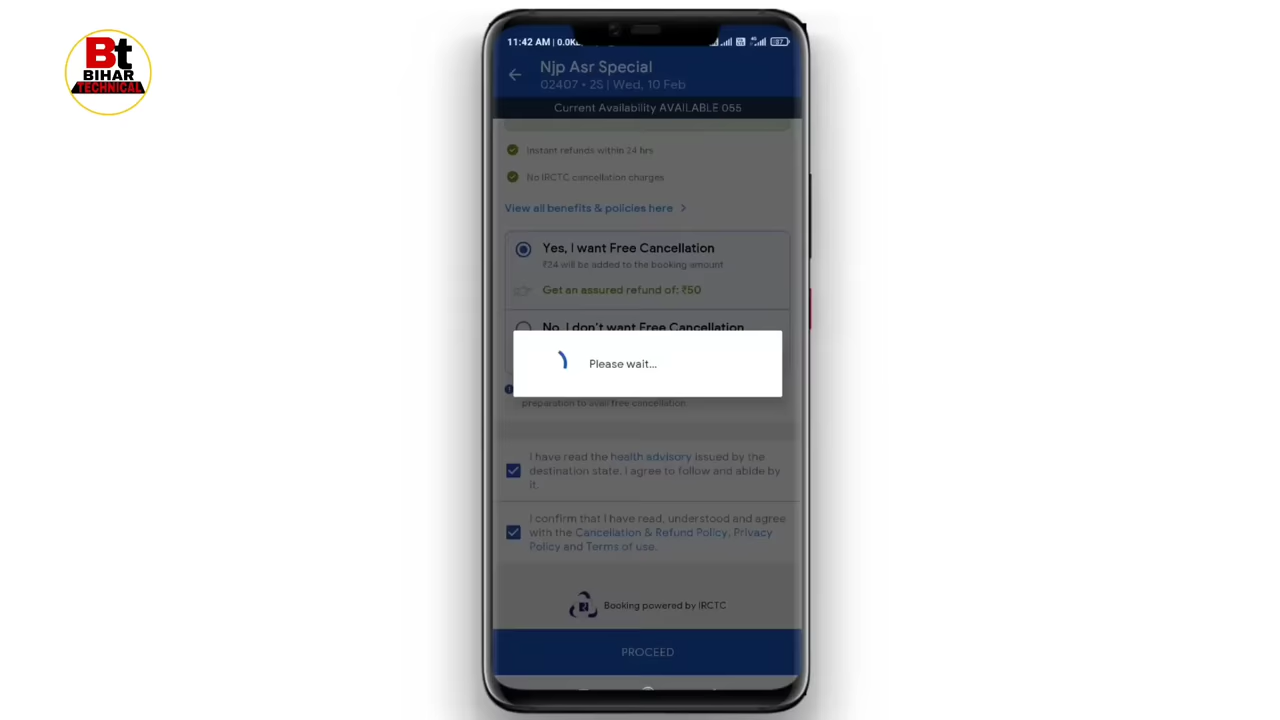 Bt
BIHAR
TECHNICAL
11:42 AM | 0.0K
Njp Asr Special
02407 • 2S | Wed, 10 Feb
Current Availability AVAILABLE 055
Instant refunds within 24 hrs
No IRCTC cancellation charges
View all benefits & policies here >
Yes, I want Free Cancellation
₹24 will be added to the booking amount
Get an assured refund of: ₹50
No, I don't want Free Cancellation
Please wait...
preparation to avail free cancellation
I have read the health advisory issued by the
destination state. I agree to follow and abide by
it.
I confirm that I have read, understood and agree
with the Cancellation & Refund Policy, Privacy
Policy and Terms of use.
Booking powered by IRCTC
PROCEED